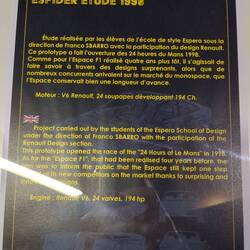 ESPIDER ETUDE 1998
Étude réalisée par les élèves de l'école de style Espera sous la
direction de Franco SBARRO avec la participation du design Renault.
Ce prototype a fait l'ouverture des 24 heures du Mans 1998.
Comme pour l'Espace F1 réalisé quatre ans plus tôt, il s'agissait de
faire savoir à travers des designs surprenants, alors que de
nombreux concurrents arrivaient sur le marché du monospace, que
l'Espace conservait bien une longueur d'avance.
Moteur : V6 Renault, 24 soupapes développant 194 Ch.
Project carried out by the students of the Espera School of Design
under the direction of Franco SBARRO with the participation of the
Renault Design section.
This prototype opened the race of the "24 Hours of Le Mans" in 1998.
As for the "Espace F1", that had been realised four years before, the
aim was to inform the public that the Espace still kept one step
ahead of new competitors on the market thanks to surprising and
innovating designs.
Engine : Renault V6, 24 valves, 194 hp